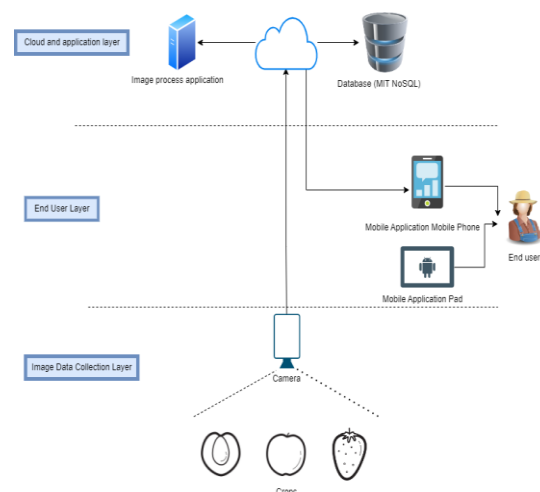 Cloud and application layer
Image process application
Database (MIT NoSQL)
End User Layer
Mobile Application Mobile Phone
End user
Mobile Application Pad
Image Data Collection Layer
Camera
Crops